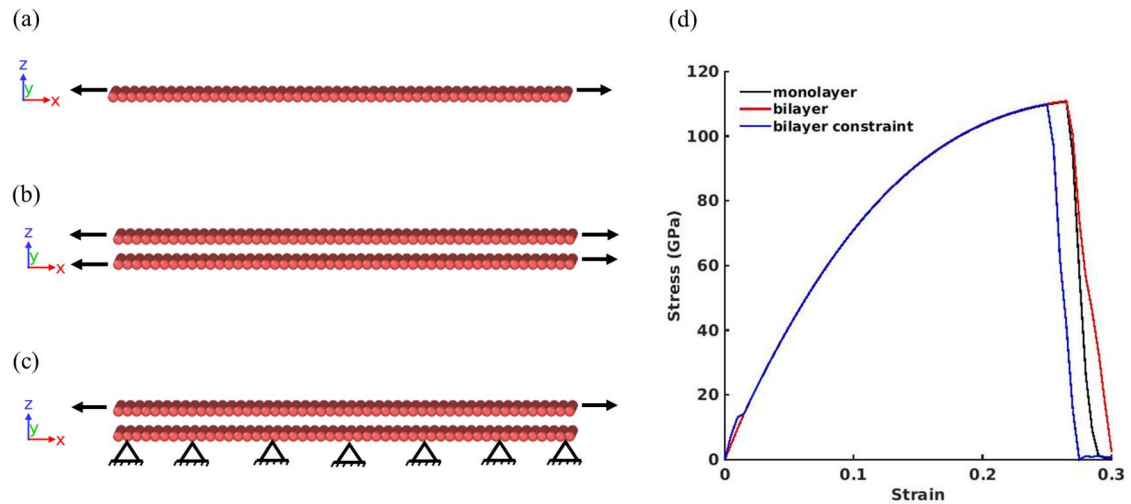 (a)
z
y
x
(b)
z
y
x
(c)
z
y
x
(d)
120
100
80
60
40
20
0
Stress (GPa)
monolayer
bilayer
bilayer constraint
0 0.1 0.2 0.3
Strain